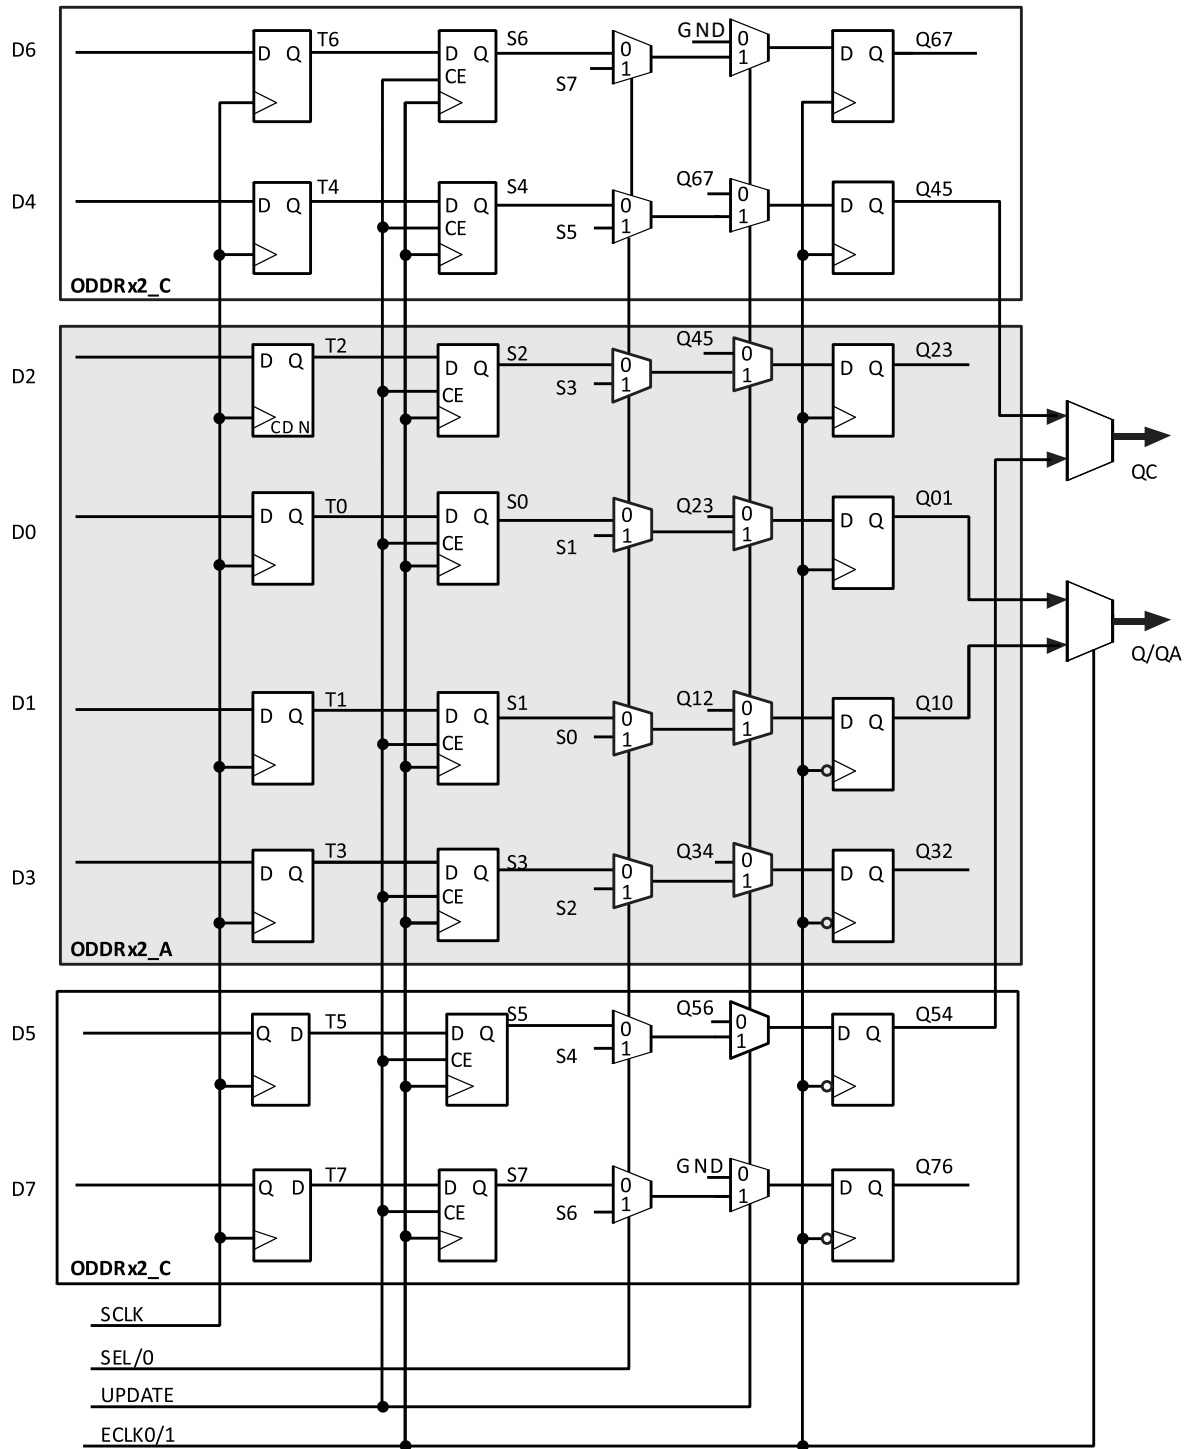 D6 D Q T6 D Q CE S6 0 1 S7 GND 0 1 D Q Q67
D4 D Q T4 D Q CE S4 0 1 S5 Q67 0 1 D Q Q45
ODDRx2_C
D2 D Q CDN T2 D Q CE S2 0 1 S3 Q45 0 1 D Q Q23
QC
D0 D Q T0 D Q CE S0 0 1 S1 Q23 0 1 D Q Q01
Q/QA
D1 D Q T1 D Q CE S1 0 1 S0 Q12 0 1 D Q Q10
D3 D Q T3 D Q CE S3 0 1 S2 Q34 0 1 D Q Q32
ODDRx2_A
D5 Q D T5 D Q CE S5 0 1 S4 Q56 0 1 D Q Q54
D7 Q D T7 D Q CE S7 0 1 S6 GND 0 1 D Q Q76
ODDRx2_C
SCLK
SEL/0
UPDATE
ECLK0/1